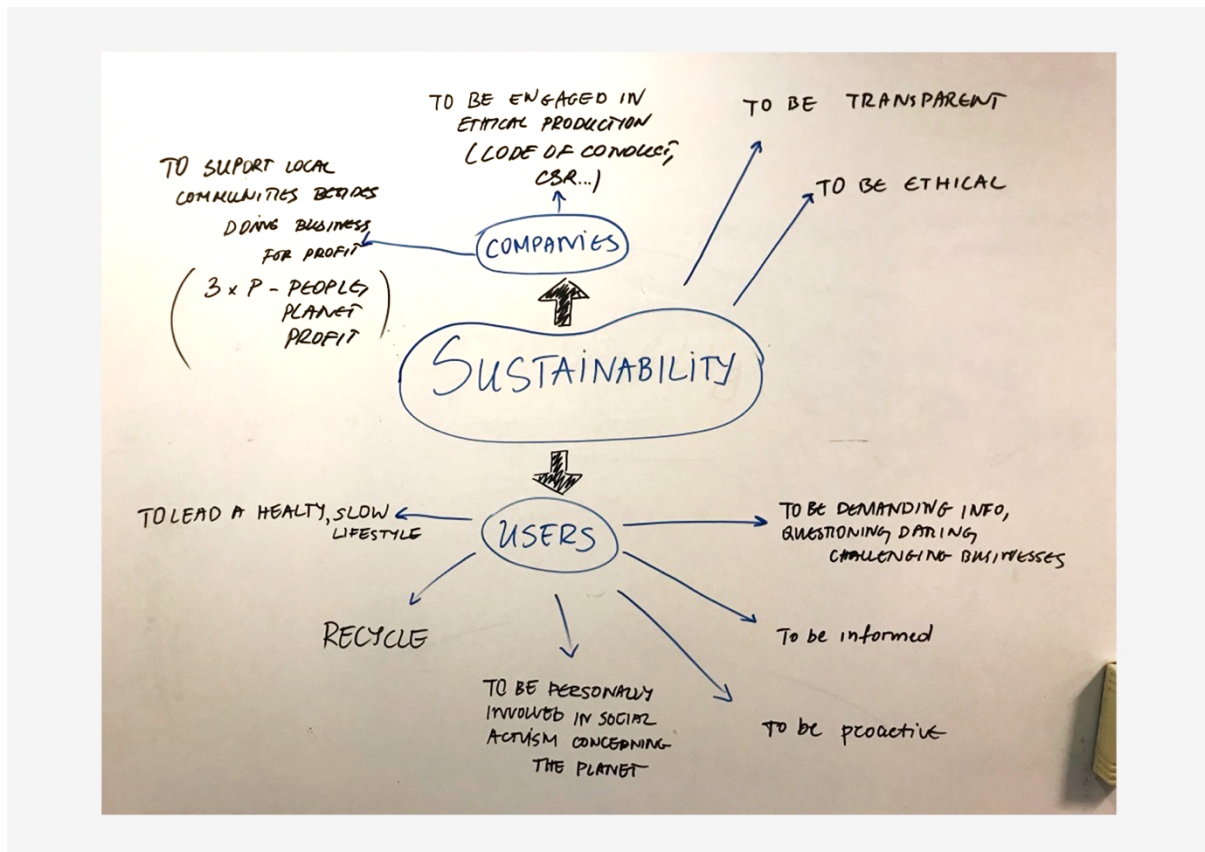 TO BE ENGAGED IN
ETHICAL PRODUCTION
(CODE OF CONDUCT,
CSR...)
TO BE TRANSPARENT
TO BE ETHICAL
TO SUPORT LOCAL
COMMUNITIES BESIDES
DOING BUSINESS
FOR PROFIT
(3 x P - PEOPLE,
PLANET
PROFIT)
COMPANIES
SUSTAINABILITY
USERS
TO LEAD A HEALTY, SLOW
LIFESTYLE
RECYCLE
TO BE PERSONALLY
INVOLVED IN SOCIAL
ACTIVISM CONCERNING
THE PLANET
TO BE DEMANDING INFO,
QUESTIONING DARING,
CHALLENGING BUSINESSES
To be informed
To be proactive